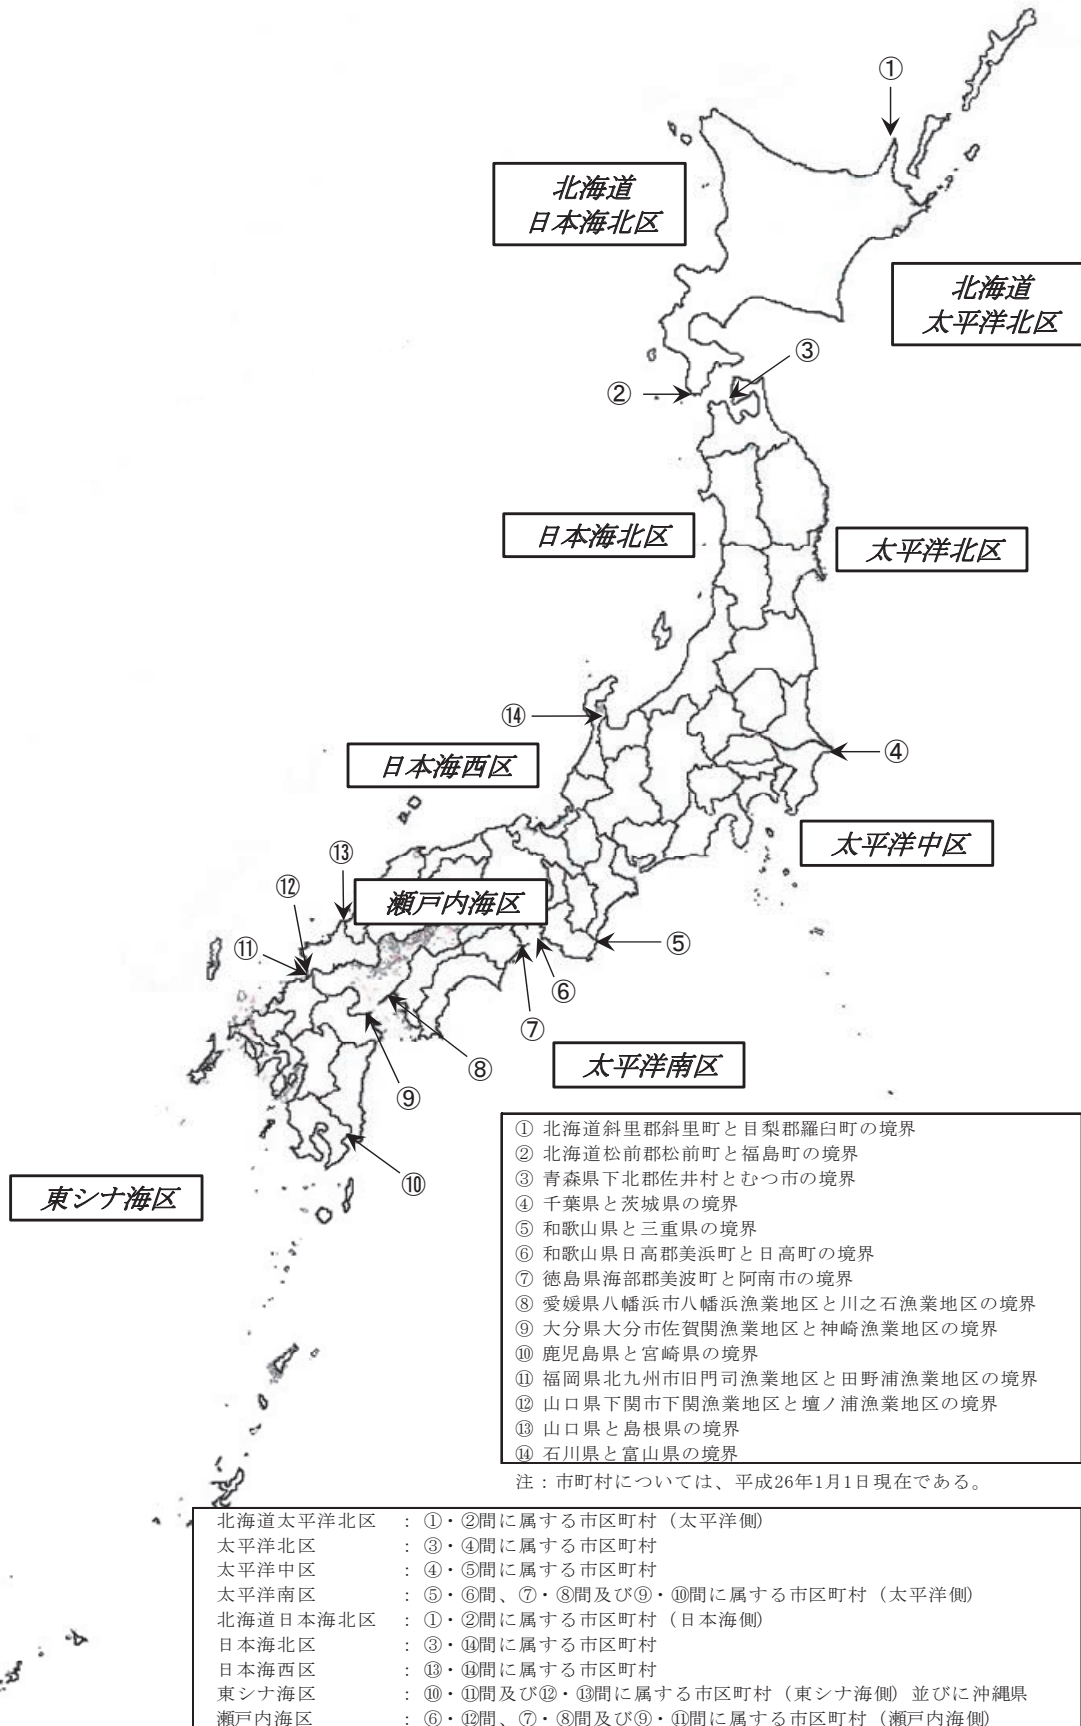 ①
北海道
日本海北区
北海道
太平洋北区
③
②
日本海北区
太平洋北区
⑭
④
日本海西区
太平洋中区
⑬
⑫
瀬戸内海区
⑪
⑤
⑥
⑦
太平洋南区
⑧
⑨
⑩
東シナ海区
① 北海道斜里郡斜里町と目梨郡羅臼町の境界
② 北海道松前郡松前町と福島町の境界
③ 青森県下北郡佐井村とむつ市の境界
④ 千葉県と茨城県の境界
⑤ 和歌山県と三重県の境界
⑥ 和歌山県日高郡美浜町と日高町の境界
⑦ 徳島県海部郡美波町と阿南市の境界
⑧ 愛媛県八幡浜市八幡浜漁業地区と川之石漁業地区の境界
⑨ 大分県大分市佐賀関漁業地区と神崎漁業地区の境界
⑩ 鹿児島県と宮崎県の境界
⑪ 福岡県北九州市旧門司漁業地区と田野浦漁業地区の境界
⑫ 山口県下関市下関漁業地区と壇ノ浦漁業地区の境界
⑬ 山口県と島根県の境界
⑭ 石川県と富山県の境界
注：市町村については、平成26年1月1日現在である。
北海道太平洋北区 ：①・②間に属する市区町村（太平洋側）
太平洋北区 ：③・④間に属する市区町村
太平洋中区 ：④・⑤間に属する市区町村
太平洋南区 ：⑤・⑥間、⑦・⑧間及び⑨・⑩間に属する市区町村（太平洋側）
北海道日本海北区 ：①・②間に属する市区町村（日本海側）
日本海北区 ：③・⑭間に属する市区町村
日本海西区 ：⑬・⑭間に属する市区町村
東シナ海区 ：⑩・⑪間及び⑫・⑬間に属する市区町村（東シナ海側）並びに沖縄県
瀬戸内海区 ：⑥・⑫間、⑦・⑧間及び⑨・⑪間に属する市区町村（瀬戸内海側）